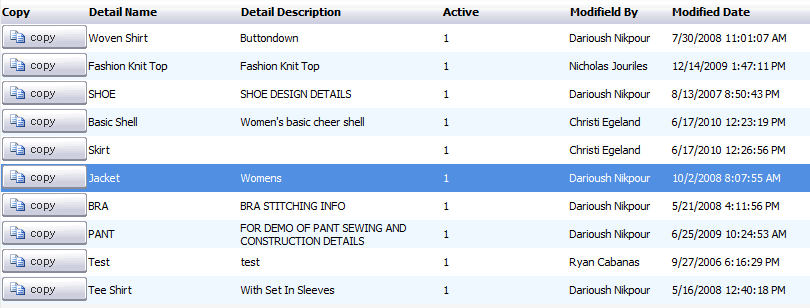 Copy Detail Name Detail Description Active Modifield By Modified Date
copy Woven Shirt Buttondown 1 Darioush Nikpour 7/30/2008 11:01:07 AM
copy Fashion Knit Top Fashion Knit Top 1 Nicholas Jouriles 12/14/2009 1:47:11 PM
copy SHOE SHOE DESIGN DETAILS 1 Darioush Nikpour 8/13/2007 8:50:43 PM
copy Basic Shell Women's basic cheer shell 1 Christi Egeland 6/17/2010 12:23:19 PM
copy Skirt 1 Christi Egeland 6/17/2010 12:26:56 PM
copy Jacket Womens 1 Darioush Nikpour 10/2/2008 8:07:55 AM
copy BRA BRA STITCHING INFO 1 Darioush Nikpour 5/21/2008 4:11:56 PM
copy PANT FOR DEMO OF PANT SEWING AND 1 Darioush Nikpour 6/25/2009 10:24:53 AM
CONSTRUCTION DETAILS
copy Test test 1 Ryan Cabanas 9/27/2006 6:16:29 PM
copy Tee Shirt With Set In Sleeves 1 Darioush Nikpour 5/16/2008 12:40:18 PM